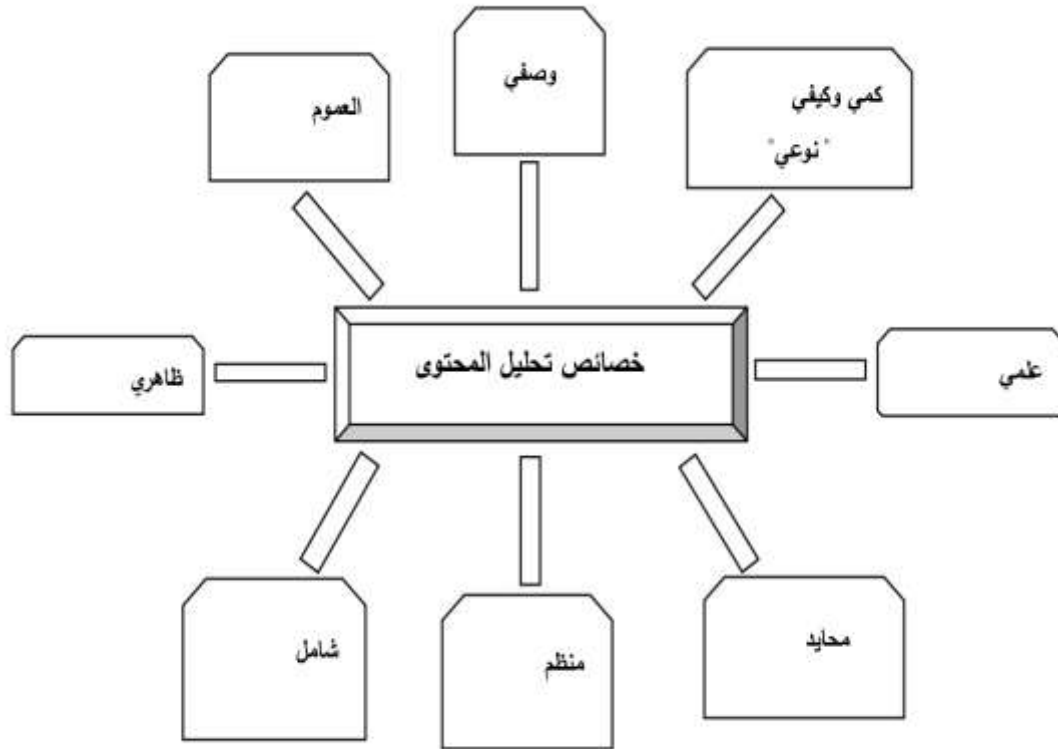 وصفي
كمي وكيفي
" نوعي"
العموم
خصائص تحليل المحتوى
علمي
ظاهري
محايد
منظم
شامل